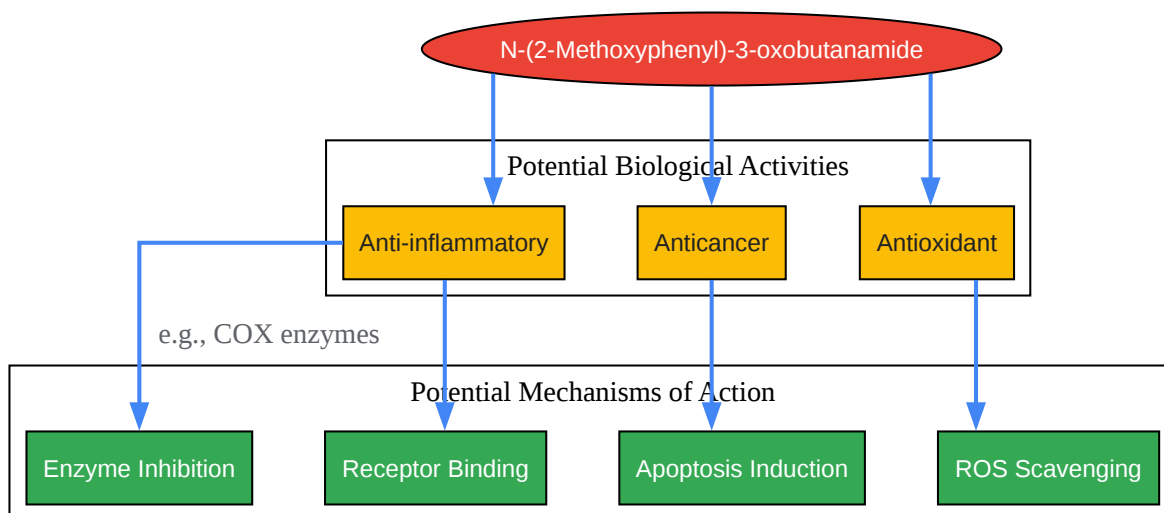 N-(2-Methoxyphenyl)-3-oxobutanamide
Potential Biological Activities
Anti-inflammatory
Anticancer
Antioxidant
e.g., COX enzymes
Potential Mechanisms of Action
Enzyme Inhibition
Receptor Binding
Apoptosis Induction
ROS Scavenging